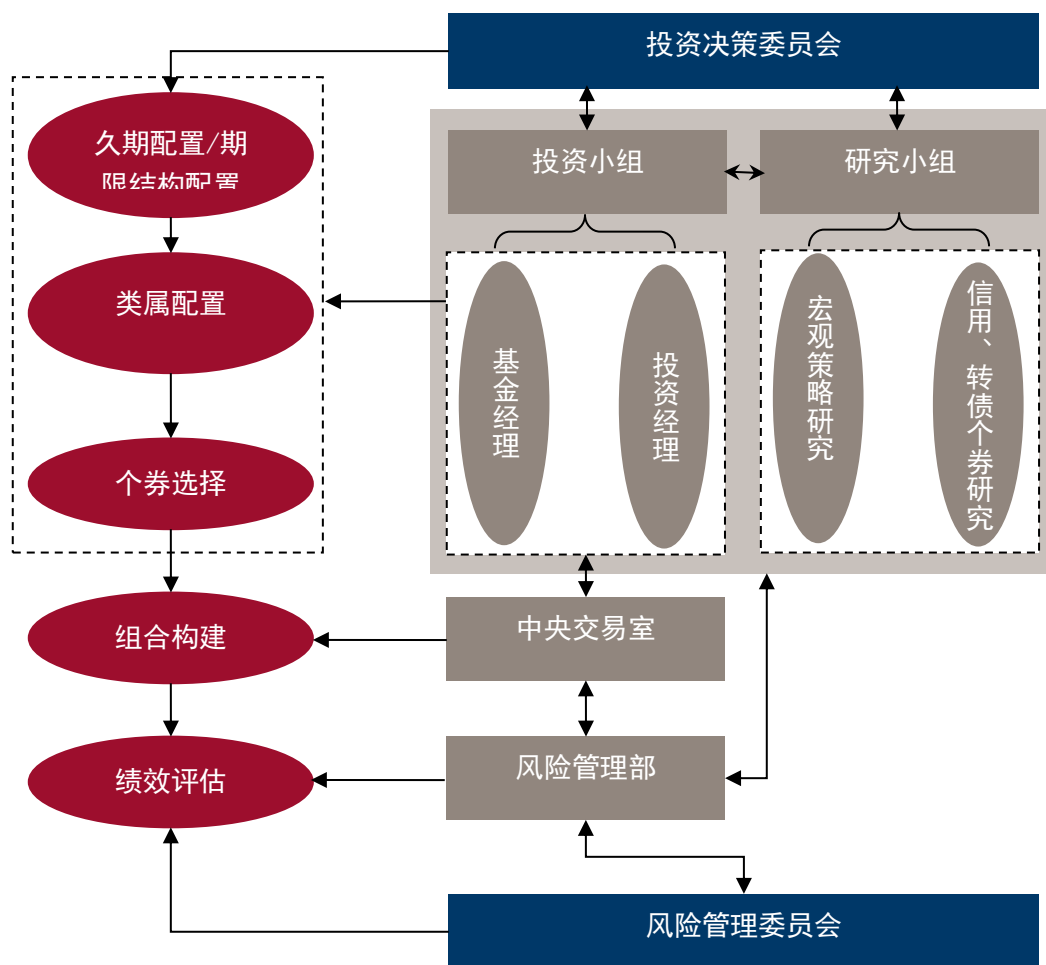 投资决策委员会
久期配置/期
限结构配置
投资小组
研究小组
类属配置
基金经理
投资经理
宏观策略研究
信用、转债个券研究
个券选择
组合构建
中央交易室
绩效评估
风险管理部
风险管理委员会